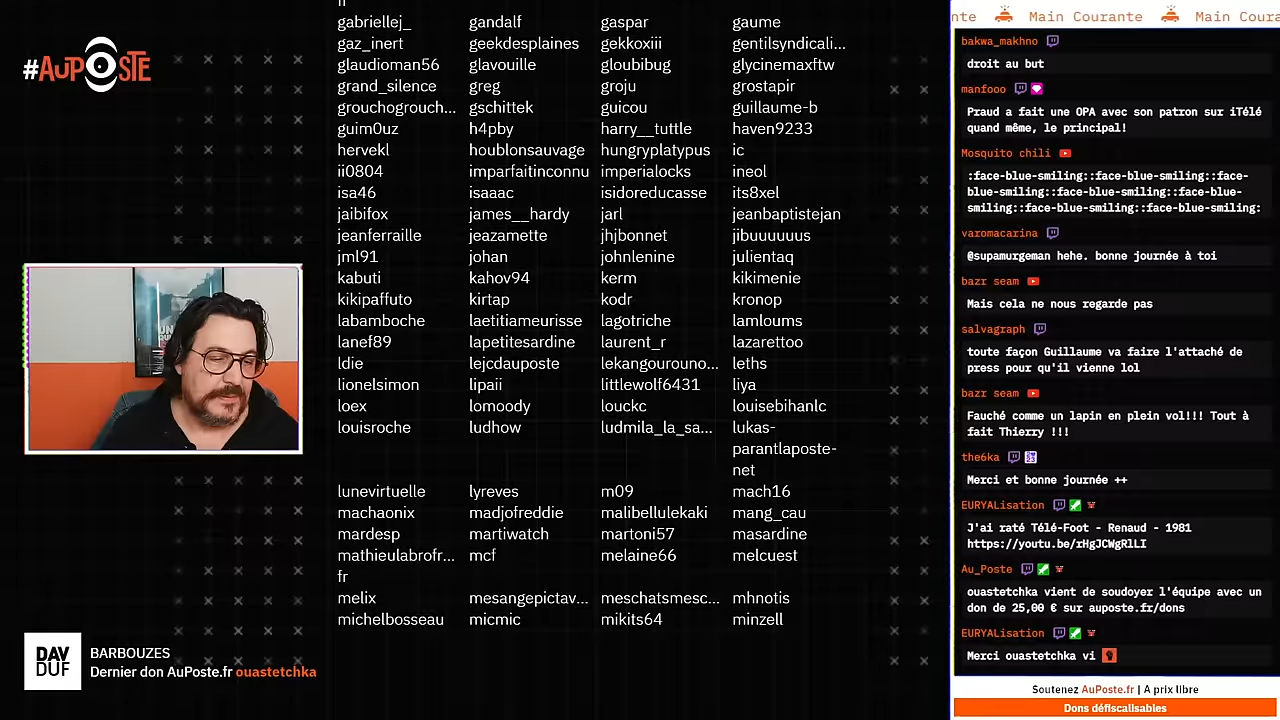 #AUPOSTE
fr
gabriellej_ gandalf gaspar gaume
gaz_inert geekdesplaines gekkoxiii gentilsyndicali...
glaudioman56 glavouille gloubibug glycinemaxftw
grand_silence greg groju grostapir
grouchogrouch... gschittek guicou guillaume-b
guim0uz h4pby harry__tuttle haven9233
hervekl houblonsauvage hungryplatypus ic
ii0804 imparfaitinconnu imperialocks ineol
isa46 isaaac isidoreducasse its8xel
jaibifox james__hardy jarl jeanbaptistejan
jeanferraille jeazamette jhjbonnet jibuuuuus
jml91 johan johnlenine julientaq
kabuti kahov94 kerm kikimenie
kikipaffuto kirtap kodr kronop
labamboche laetitiameurisse lagotriche lamloums
lanef89 lapetitesardine laurent_r lazarettoo
ldie lejcdauposte lekangourouno... leths
lionelsimon lipaii littlewolf6431 liya
loex lomoody louckc louisebihanlc
louisroche ludhow ludmila_la_sa... lukas-
parantlaposte-
net
lunevirtuelle lyreves m09 mach16
madaonix madjofreddie malibellulekaki mang_cau
mardesp martiwatch martoni57 masardine
mathieulabrofr... mcf melaine66 melcuest
fr
melix mesangepictav... meschatsmesc... mhnotis
michelbosseau micmic mikits64 minzell
DAV
DUF
BARBOUZES
Dernier don AuPoste.fr ouastetchka
nte Main Courante Main Coura
bakwa_makhno
droit au but
manfooo
Praud a fait une OPA avec son patron sur iTélé
quand même, le principal!
Mosquito chili
:face-blue-smiling::face-blue-smiling::face-
blue-smiling::face-blue-smiling::face-blue-
smiling::face-blue-smiling::face-blue-smiling:
varomacarina
@supamurgeman hehe. bonne journée à toi
bazr seam
Mais cela ne nous regarde pas
salvagraph
toute façon Guillaume va faire l'attaché de
press pour qu'il vienne lol
bazr seam
Fauché comme un lapin en plein vol!!! Tout à
fait Thierry !!!
the6ka
Merci et bonne journée ++
EURYALisation
J'ai raté Télé-Foot - Renaud - 1981
https://youtu.be/rHgJCWgRlLI
Au_Poste
ouastetchka vient de soudoyer l'équipe avec un
don de 25,00 € sur auposte.fr/dons
EURYALisation
Merci ouastetchka vi
Soutenez AuPoste.fr | A prix libre
Dons défiscalisables